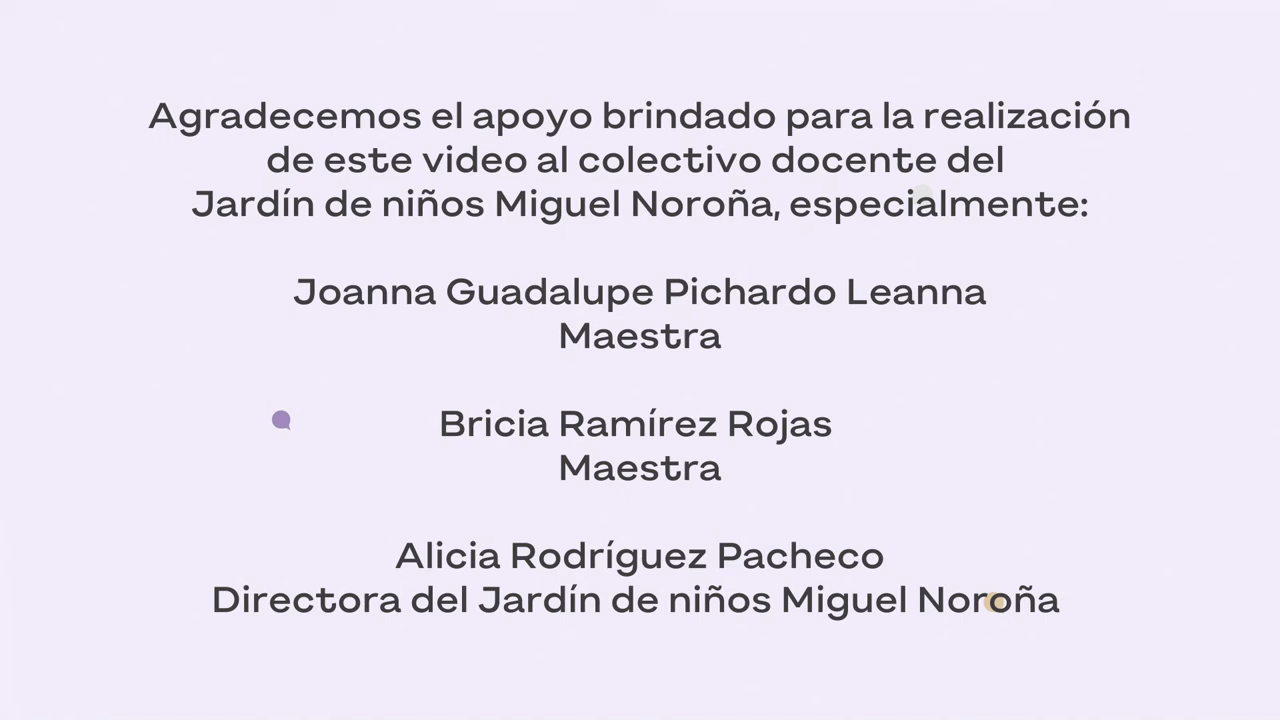 Agradecemos el apoyo brindado para la realización
de este video al colectivo docente del
Jardín de niños Miguel Noroña, especialmente:
Joanna Guadalupe Pichardo Leanna
Maestra
Bricia Ramírez Rojas
Maestra
Alicia Rodríguez Pacheco
Directora del Jardín de niños Miguel Noroña